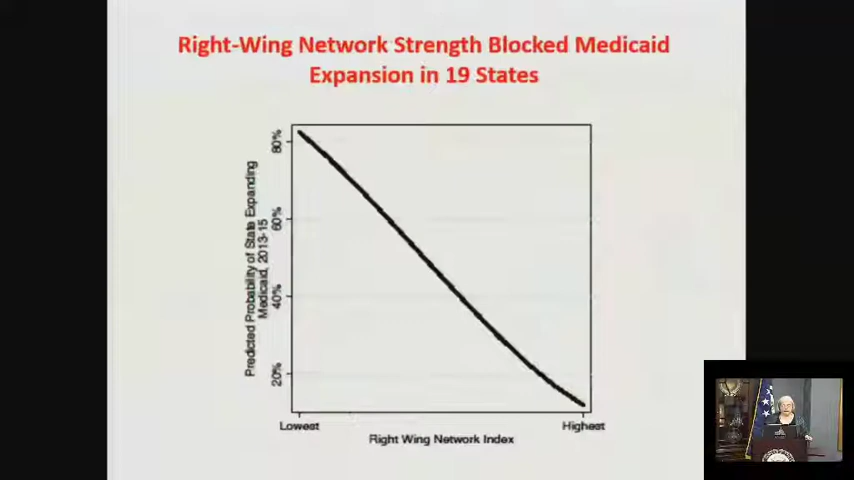 Right-Wing Network Strength Blocked Medicaid
Expansion in 19 States
Predicted Probability of State Expanding
Medicaid, 2013-15
80%
60%
40%
20%
Lowest
Highest
Right Wing Network Index